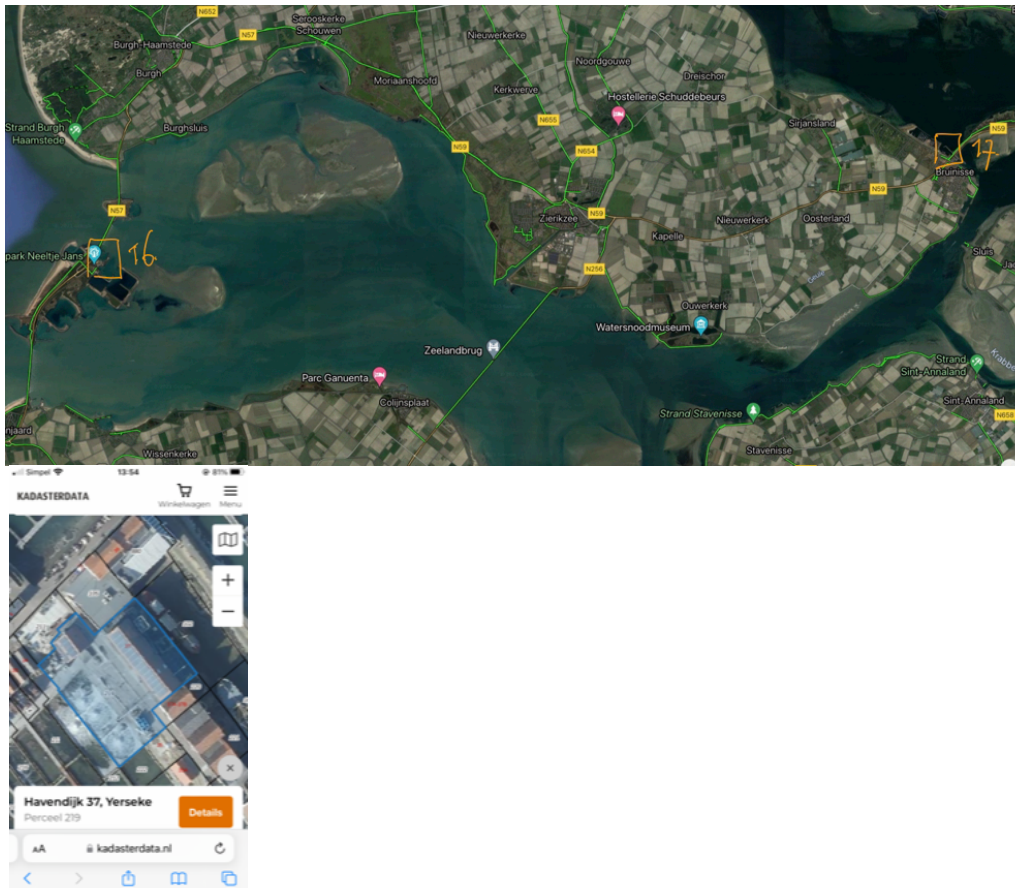 N652
Serooskerke
Schouwen
N57
Nieuwerkerke
Burgh-Haamstede
Noordgouwe
Burgh
Moriaanshoofd
Dreischor
Kerkwerve
Hostellerie Schuddebeurs
Strand Burgh
Haamstede
Burghsluis
N655
Sirjansland
N59
N59
N654
17.
Bruinisse
N59
N57
Zierikzee
N59
Nieuwerkerk
Oosterland
Kapelle
park Neeltje Jans
16.
Sluis
N256
Ouwerkerk
Watersnoodmuseum
Zeelandbrug
Strand
Sint-Annaland
Parc Ganuenta
Colijnsplaat
Sint-Annaland
Strand Stavenisse
N658
Wissenkerke
Stavenisse
Simpel
13:54
81%
KADASTERDATA
Winkelwagen
Menu
+
−
×
Havendijk 37, Yerseke
Perceel 219
Details
AA
kadasterdata.nl